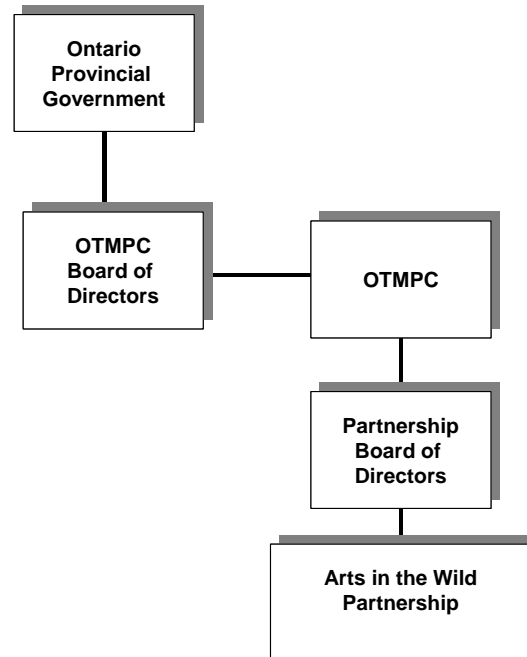 Ontario
Provincial
Government
OTMPC
Board of
Directors
OTMPC
Partnership
Board of
Directors
Arts in the Wild
Partnership